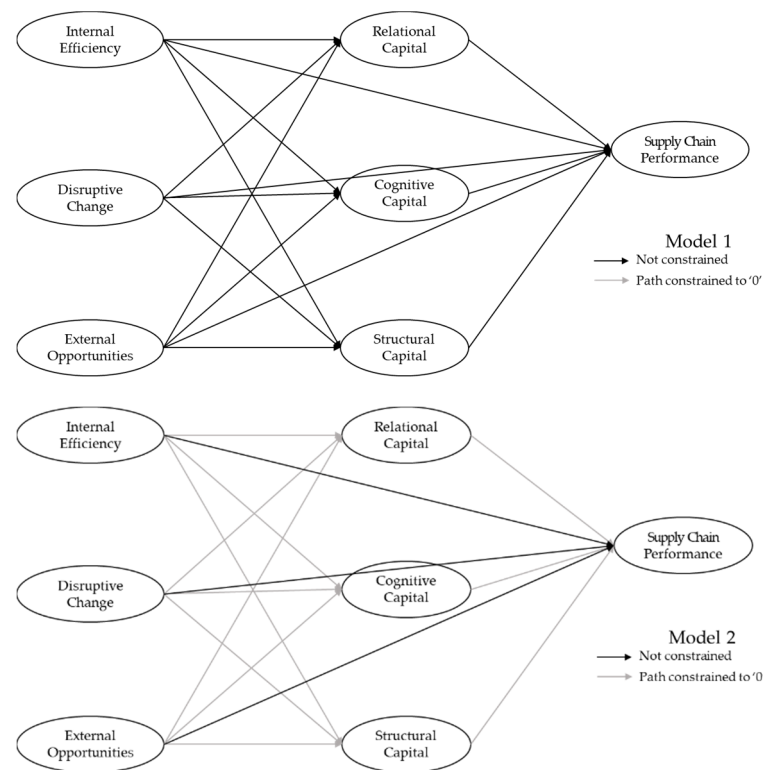 Internal
Efficiency
Relational
Capital
Supply Chain
Performance
Disruptive
Change
Cognitive
Capital
Model 1
Not constrained
Path constrained to ‘0’
External
Opportunities
Structural
Capital
Internal
Efficiency
Relational
Capital
Supply Chain
Performance
Disruptive
Change
Cognitive
Capital
Model 2
Not constrained
Path constrained to ‘0
External
Opportunities
Structural
Capital